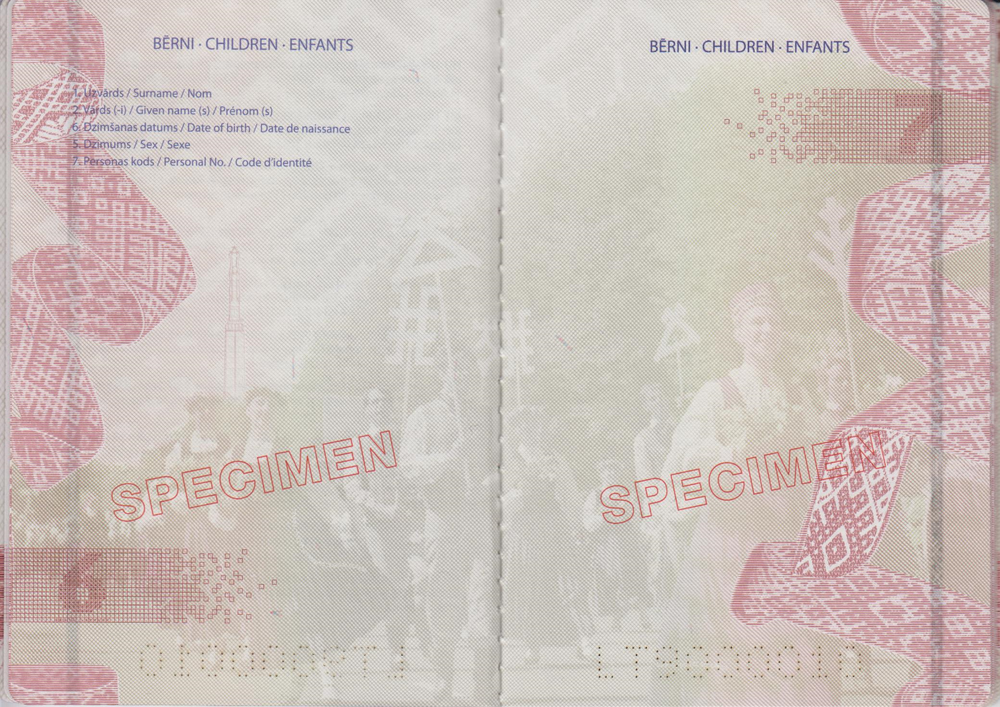 BĒRNI · CHILDREN · ENFANTS
1. Uzvārds / Surname / Nom
2. Vārds (-i) / Given name (s) / Prénom (s)
6. Dzimšanas datums / Date of birth / Date de naissance
5. Dzimums / Sex / Sexe
7. Personas kods / Personal No. / Code d'identité
SPECIMEN
6
BĒRNI · CHILDREN · ENFANTS
7
SPECIMEN